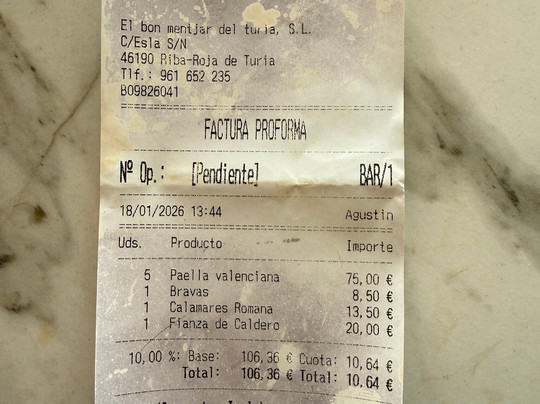 El bon mentjar del turia, S.L.
C/Esla S/N
46190 Riba-Roja de Turia
Tlf.: 961 652 235
B09826041
FACTURA PROFORMA
Nº Op.: [Pendiente] BAR/1
18/01/2026 13:44 Agustin
Uds. Producto Importe
5 Paella valenciana 75,00 €
1 Bravas 8,50 €
1 Calamares Romana 13,50 €
1 Fianza de Caldero 20,00 €
10,00 %: Base: 106,36 € Cuota: 10,64 €
Total: 106,36 € Total: 10,64 €